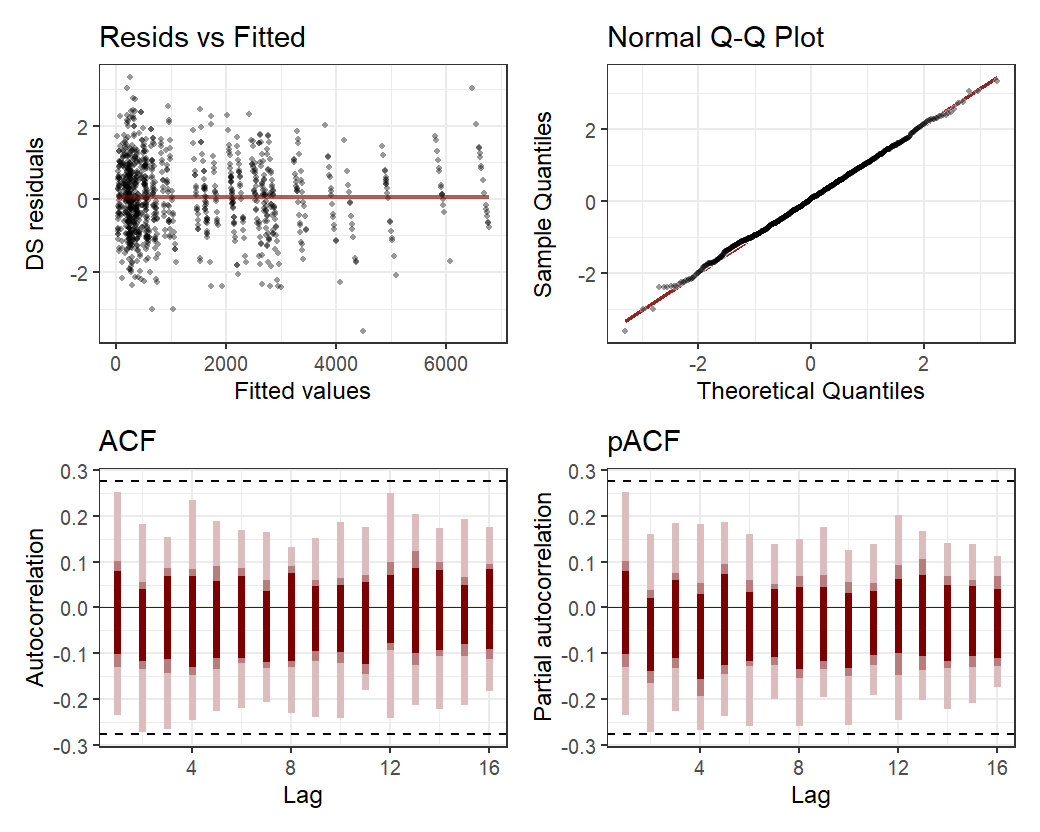 Resids vs Fitted
DS residuals
2
0
-2
0
2000
4000
6000
Fitted values
Normal Q-Q Plot
Sample Quantiles
2
0
-2
-2
0
2
Theoretical Quantiles
ACF
Autocorrelation
0.3
0.2
0.1
0.0
-0.1
-0.2
-0.3
4
8
12
16
Lag
pACF
Partial autocorrelation
0.3
0.2
0.1
0.0
-0.1
-0.2
-0.3
4
8
12
16
Lag